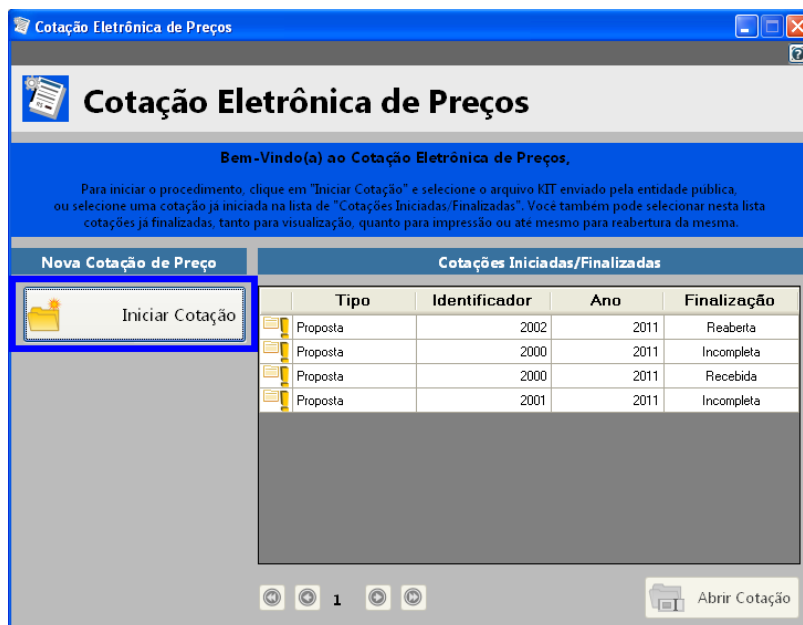 Cotação Eletrônica de Preços
Cotação Eletrônica de Preços
Bem-Vindo(a) ao Cotação Eletrônica de Preços,
Para iniciar o procedimento, clique em "Iniciar Cotação" e selecione o arquivo KIT enviado pela entidade publica,
ou selecione uma cotação já iniciada na lista de "Cotações Iniciadas/Finalizadas". Você também pode selecionar nesta lista
cotações já finalizadas, tanto para visualização, quanto para impressão ou até mesmo para reabertura da mesma.
Nova Cotação de Preço
Cotações Iniciadas/Finalizadas
Iniciar Cotação
Tipo Identificador Ano Finalização
Proposta 2002 2011 Reaberta
Proposta 2000 2011 Incompleta
Proposta 2000 2011 Recebida
Proposta 2001 2011 Incompleta
1
Abrir Cotação